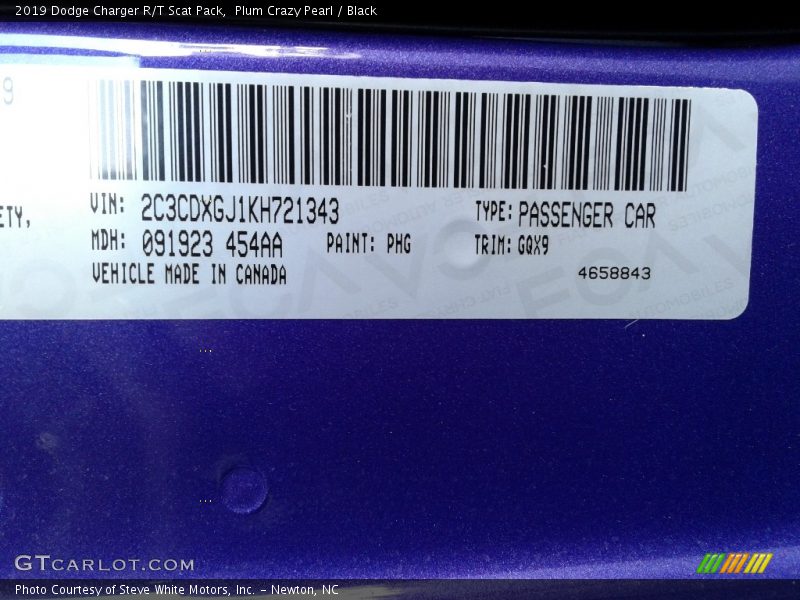 2019 Dodge Charger R/T Scat Pack,  Plum Crazy Pearl / Black
9
ETY,
VIN: 2C3CDXGJ1KH721343
TYPE: PASSENGER CAR
MDH: 091923 454AA
PAINT: PHG
TRIM: GQX9
VEHICLE MADE IN CANADA
4658843
GTCARLOT.COM
Photo Courtesy of Steve White Motors, Inc. – Newton, NC